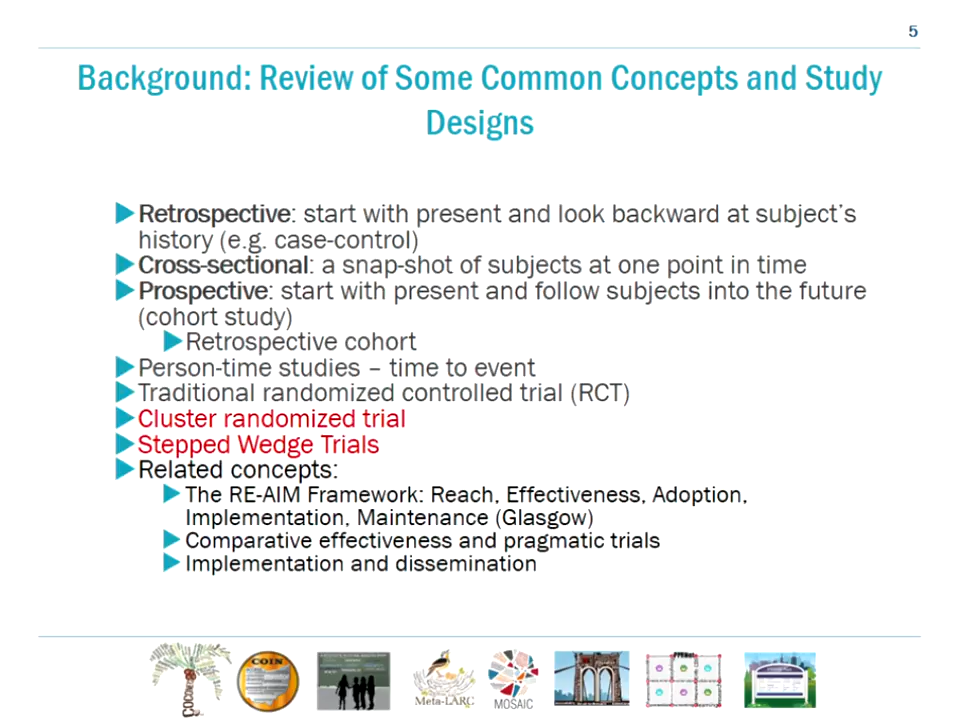 5
Background: Review of Some Common Concepts and Study
Designs
Retrospective: start with present and look backward at subject's
history (e.g. case-control)
Cross-sectional: a snap-shot of subjects at one point in time
Prospective: start with present and follow subjects into the future
(cohort study)
Retrospective cohort
Person-time studies – time to event
Traditional randomized controlled trial (RCT)
Cluster randomized trial
Stepped Wedge Trials
Related concepts:
The RE-AIM Framework: Reach, Effectiveness, Adoption,
Implementation, Maintenance (Glasgow)
Comparative effectiveness and pragmatic trials
Implementation and dissemination
COIN
Meta-LARC
MOSAIC